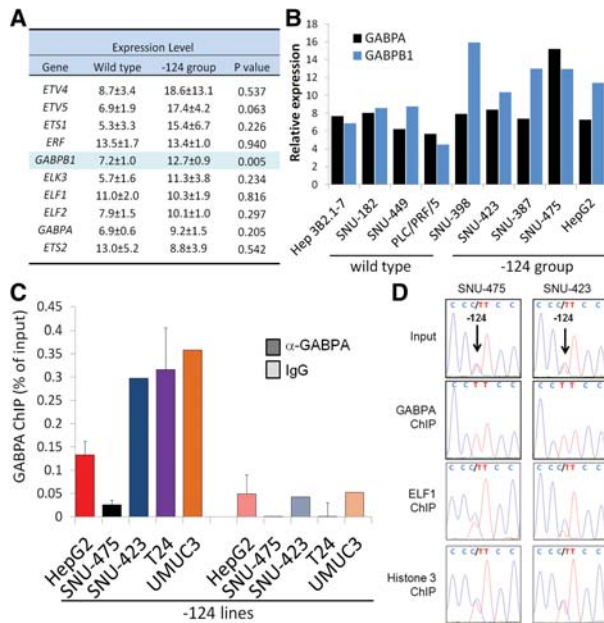 A
Expression Level
Gene Wild type -124 group P value
ETV4 8.7±3.4 18.6±13.1 0.537
ETV5 6.9±1.9 17.4±4.2 0.063
ETS1 5.3±3.3 15.4±6.7 0.226
ERF 13.5±1.7 13.4±1.0 0.940
GABPB1 7.2±1.0 12.7±0.9 0.005
ELK3 5.7±1.6 11.3±3.8 0.234
ELF1 11.0±2.0 10.3±1.9 0.816
ELF2 7.9±1.5 10.1±1.0 0.297
GABPA 6.9±0.6 9.2±1.5 0.205
ETS2 13.0±5.2 8.8±3.9 0.542
B
Relative expression
18
16
14
12
10
8
6
4
2
0
GABPA
GABPB1
Hep 3B2.1-7
SNU-182
SNU-449
PLC/PRF/5
SNU-398
SNU-423
SNU-387
SNU-475
HepG2
wild type
-124 group
C
GABPA ChIP (% of input)
0.45
0.4
0.35
0.3
0.25
0.2
0.15
0.1
0.05
0
α-GABPA
IgG
HepG2
SNU-475
SNU-423
T24
UMUC3
HepG2
SNU-475
SNU-423
T24
UMUC3
-124 lines
D
SNU-475 SNU-423
C C C/T T C C C C C/T T C C
-124 -124
Input
C C T T C C C C T T C C
GABPA
ChIP
C C C/T T C C C C C/T T C C
ELF1
ChIP
C C C/T T C C C C C/T T C C
Histone 3
ChIP